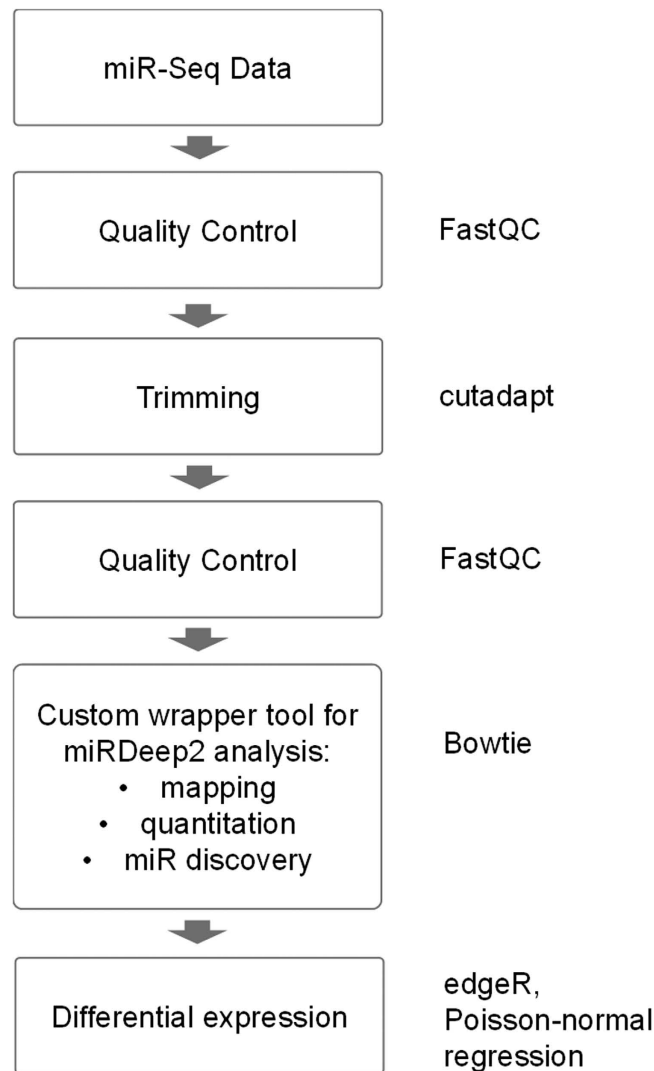 miR-Seq Data
Quality Control
FastQC
Trimming
cutadapt
Quality Control
FastQC
Custom wrapper tool for
miRDeep2 analysis:
• mapping
• quantitation
• miR discovery
Bowtie
Differential expression
edgeR,
Poisson-normal
regression